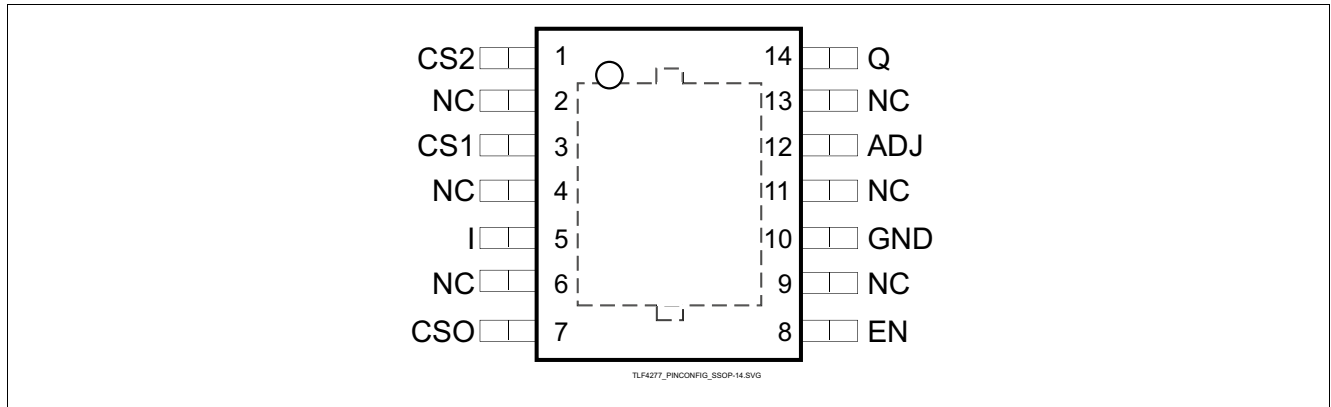 CS2 1 14 Q
NC 2 13 NC
CS1 3 12 ADJ
NC 4 11 NC
I 5 10 GND
NC 6 9 NC
CSO 7 8 EN
TLF4277_PINCONFIG_SSOP-14.SVG